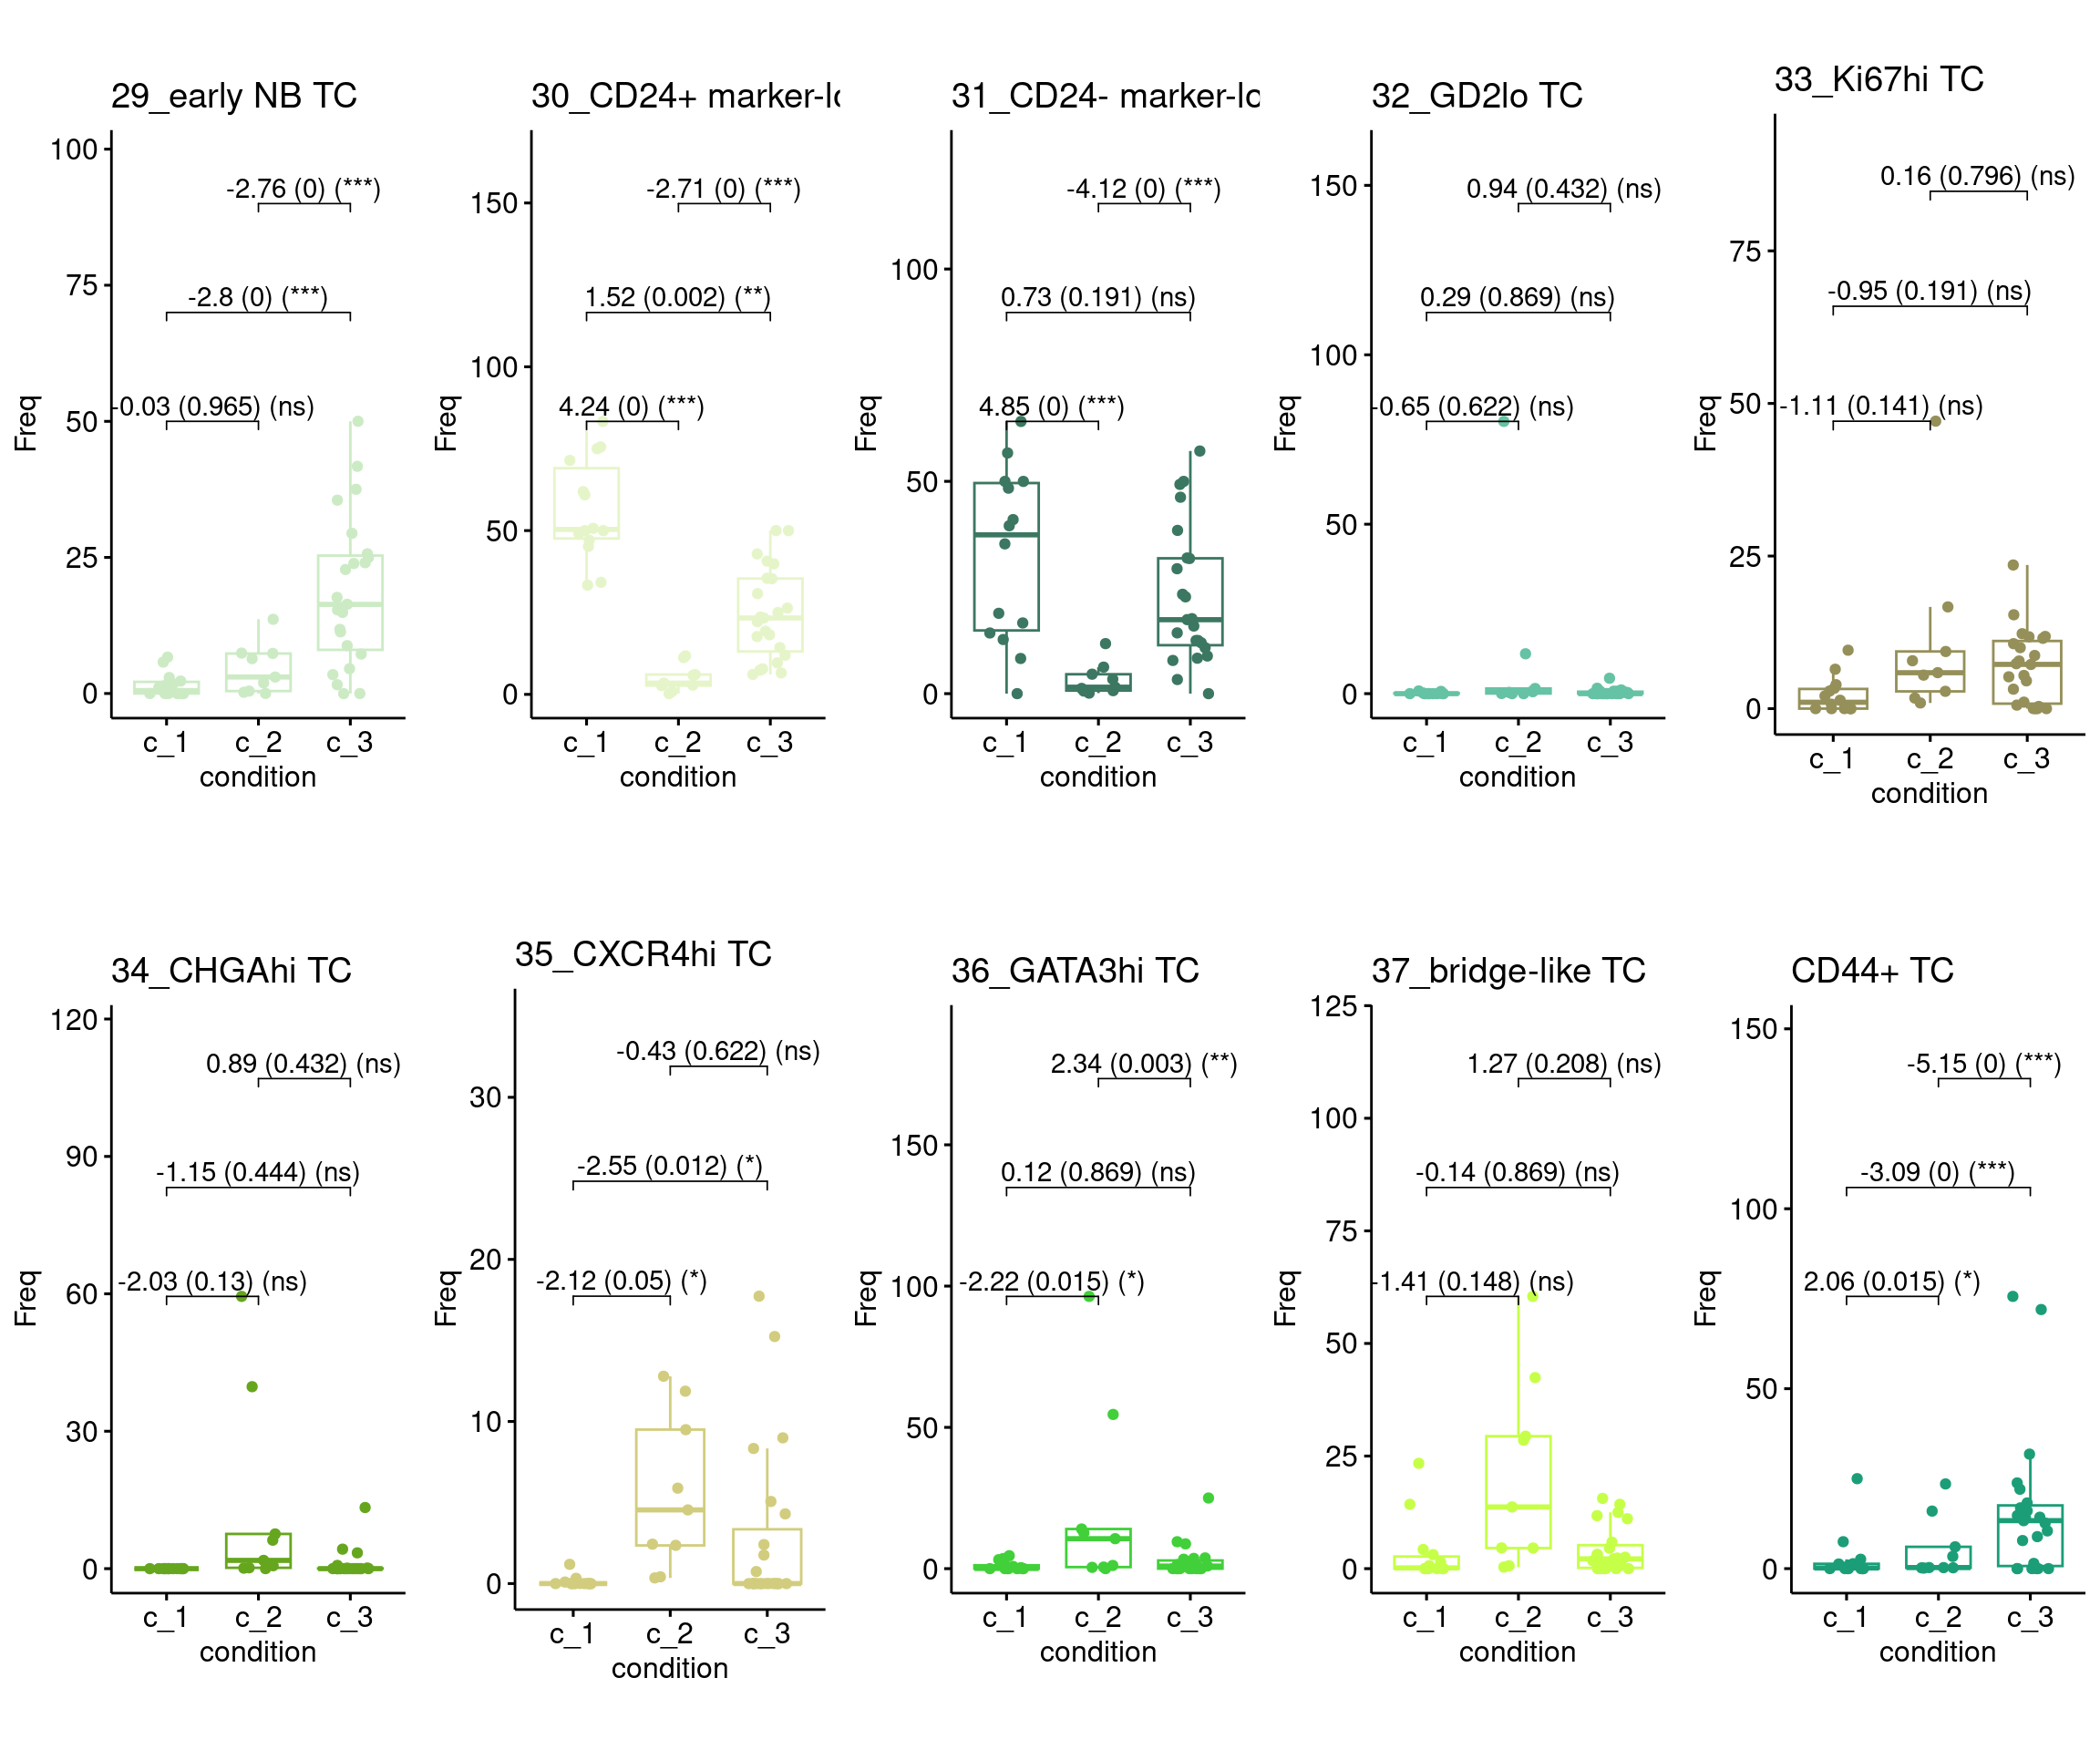 29_early NB TC
Freq
100
75
50
25
0
-2.76 (0) (***)
-2.8 (0) (***)
-0.03 (0.965) (ns)
c_1 c_2 c_3
condition
30_CD24+ marker-lo
Freq
150
100
50
0
-2.71 (0) (***)
1.52 (0.002) (**)
4.24 (0) (***)
c_1 c_2 c_3
condition
31_CD24- marker-lo
Freq
100
50
0
-4.12 (0) (***)
0.73 (0.191) (ns)
4.85 (0) (***)
c_1 c_2 c_3
condition
32_GD2lo TC
Freq
150
100
50
0
0.94 (0.432) (ns)
0.29 (0.869) (ns)
-0.65 (0.622) (ns)
c_1 c_2 c_3
condition
33_Ki67hi TC
Freq
75
50
25
0
0.16 (0.796) (ns)
-0.95 (0.191) (ns)
-1.11 (0.141) (ns)
c_1 c_2 c_3
condition
34_CHGAhi TC
Freq
120
90
60
30
0
0.89 (0.432) (ns)
-1.15 (0.444) (ns)
-2.03 (0.13) (ns)
c_1 c_2 c_3
condition
35_CXCR4hi TC
Freq
30
20
10
0
-0.43 (0.622) (ns)
-2.55 (0.012) (*)
-2.12 (0.05) (*)
c_1 c_2 c_3
condition
36_GATA3hi TC
Freq
150
100
50
0
2.34 (0.003) (**)
0.12 (0.869) (ns)
-2.22 (0.015) (*)
c_1 c_2 c_3
condition
37_bridge-like TC
Freq
125
100
75
50
25
0
1.27 (0.208) (ns)
-0.14 (0.869) (ns)
-1.41 (0.148) (ns)
c_1 c_2 c_3
condition
CD44+ TC
Freq
150
100
50
0
-5.15 (0) (***)
-3.09 (0) (***)
2.06 (0.015) (*)
c_1 c_2 c_3
condition